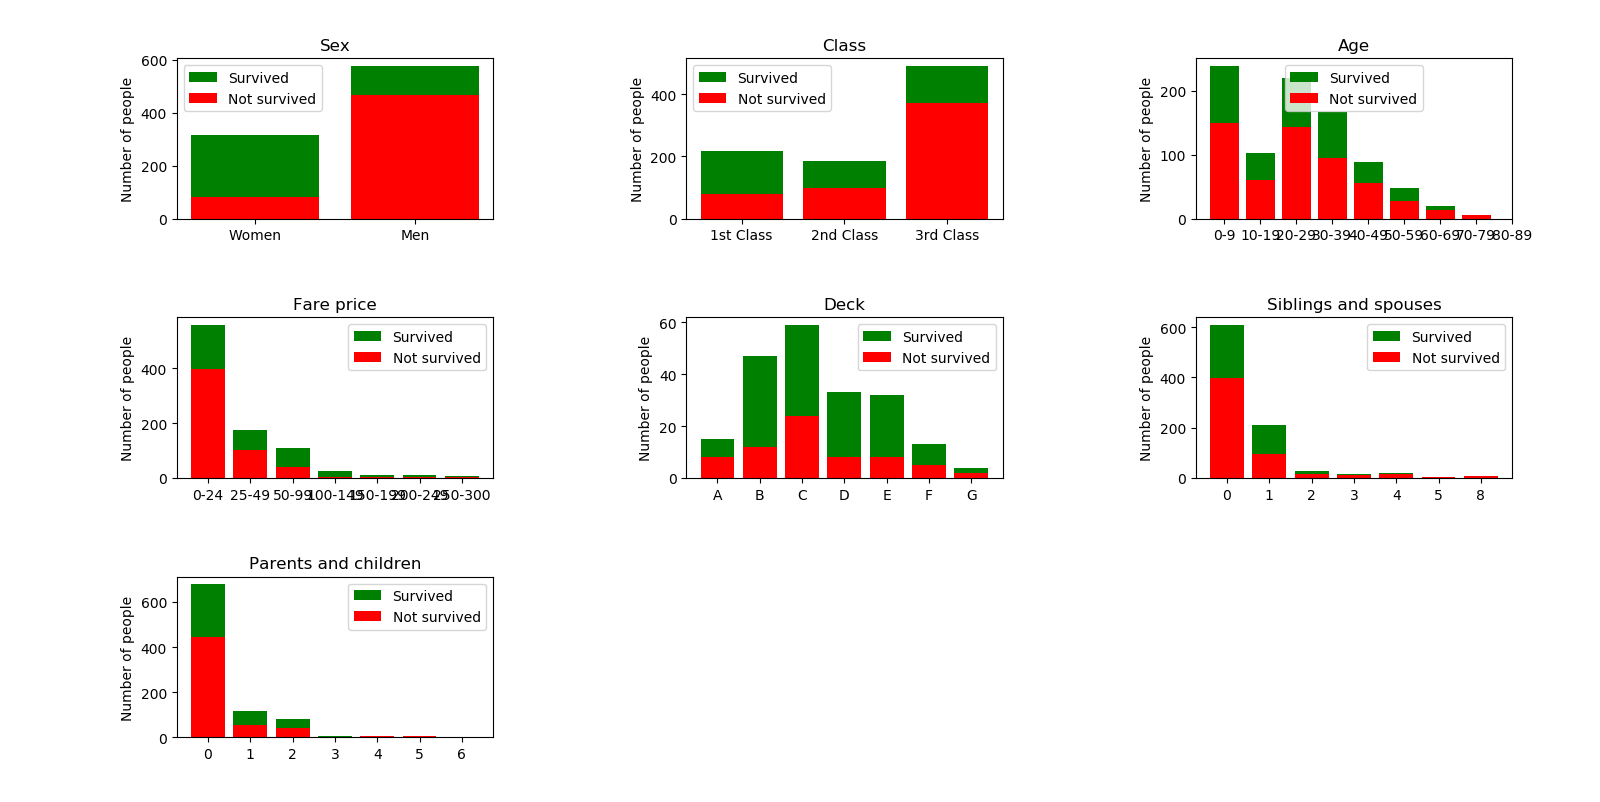 Sex
Number of people
600
400
200
0
Survived
Not survived
Women Men
Class
Number of people
400
200
0
Survived
Not survived
1st Class 2nd Class 3rd Class
Age
Number of people
200
100
0
Survived
Not survived
0-9 10-19 20-29 30-39 40-49 50-59 60-69 70-79 80-89
Fare price
Number of people
400
200
0
Survived
Not survived
0-24 25-49 50-99 100-149 150-199 200-249 250-300
Deck
Number of people
60
40
20
0
Survived
Not survived
A B C D E F G
Siblings and spouses
Number of people
600
400
200
0
Survived
Not survived
0 1 2 3 4 5 8
Parents and children
Number of people
600
400
200
0
Survived
Not survived
0 1 2 3 4 5 6